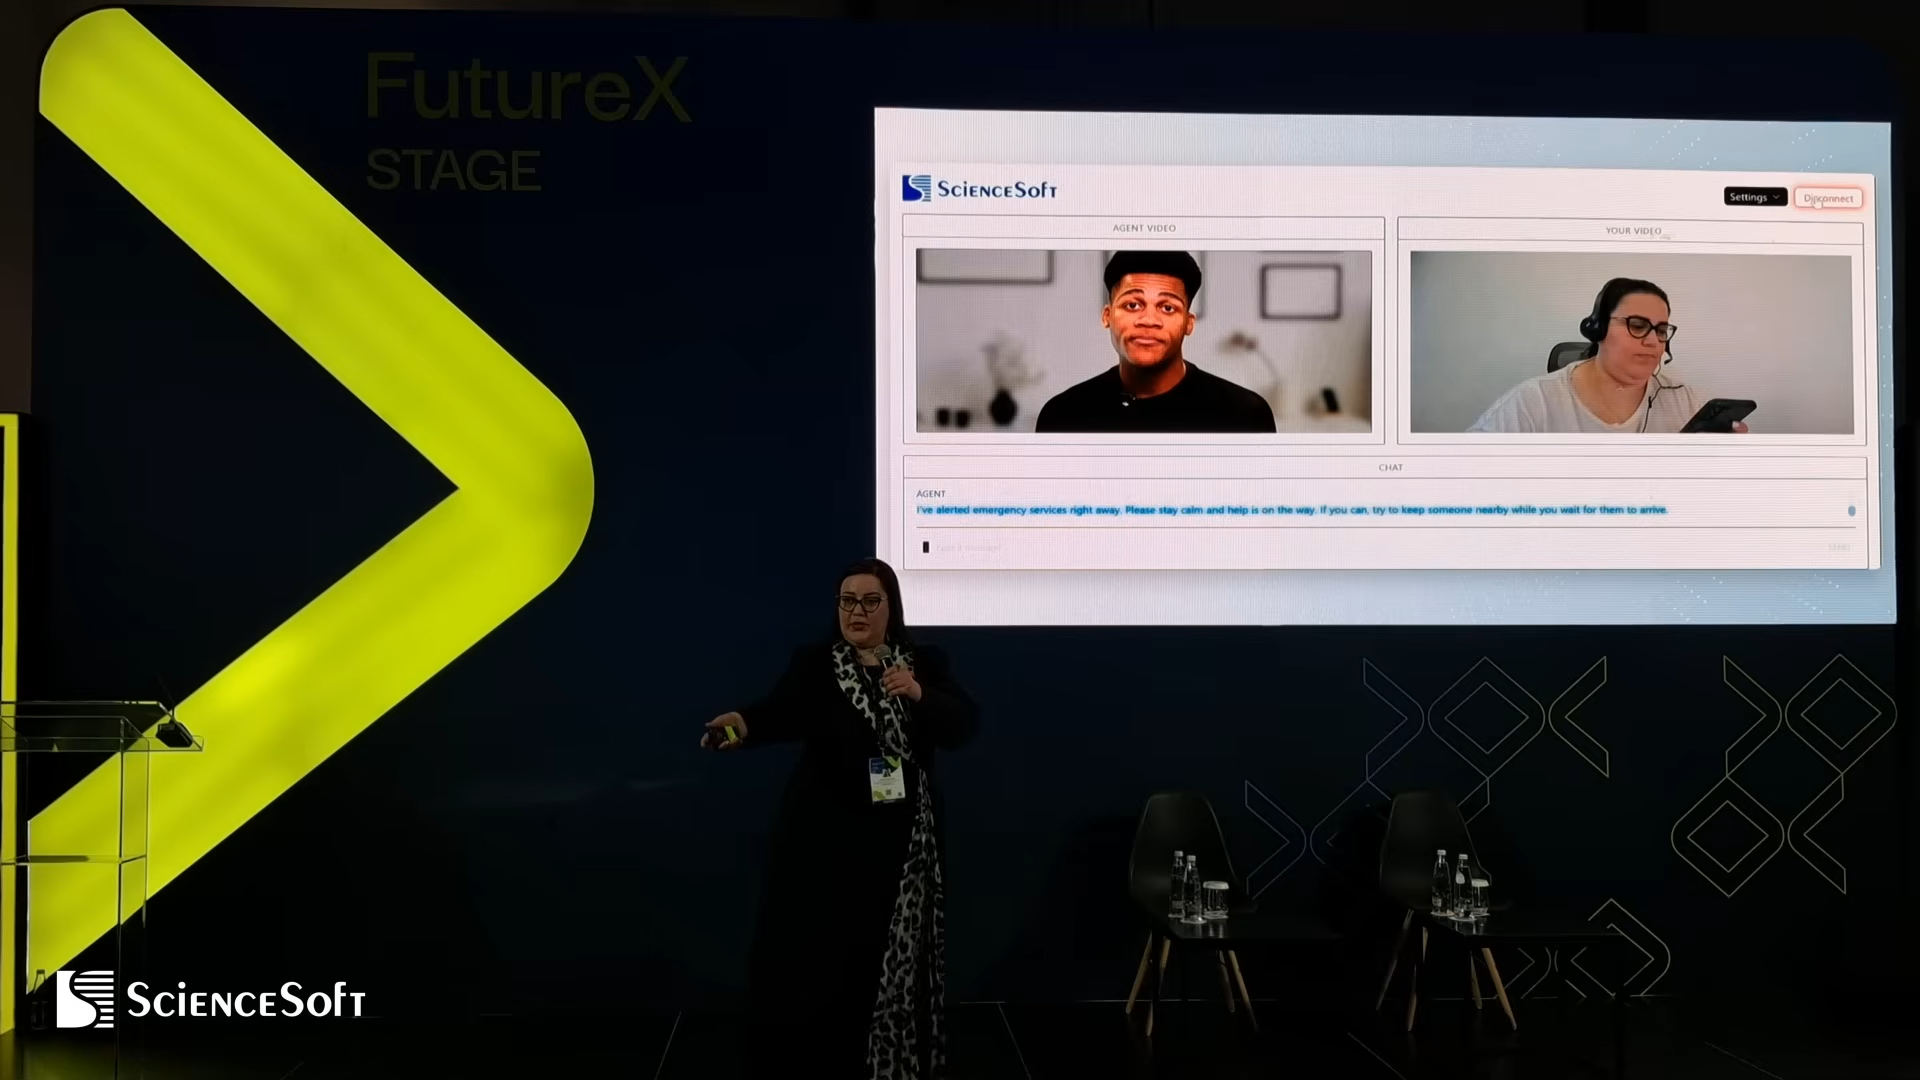 FutureX
STAGE
ScienceSoft
Settings
Disconnect
AGENT VIDEO
YOUR VIDEO
CHAT
AGENT
I've alerted emergency services right away. Please stay calm and help is on the way. If you can, try to keep someone nearby while you wait for them to arrive.
ScienceSoft